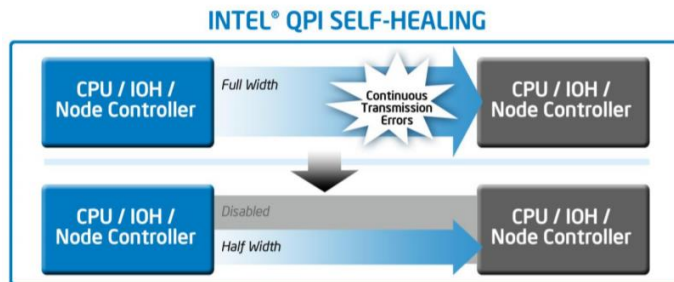 INTEL® QPI SELF-HEALING
CPU / IOH /
Node Controller
Full Width
Continuous
Transmission
Errors
CPU / IOH /
Node Controller
CPU / IOH /
Node Controller
Disabled
Half Width
CPU / IOH /
Node Controller